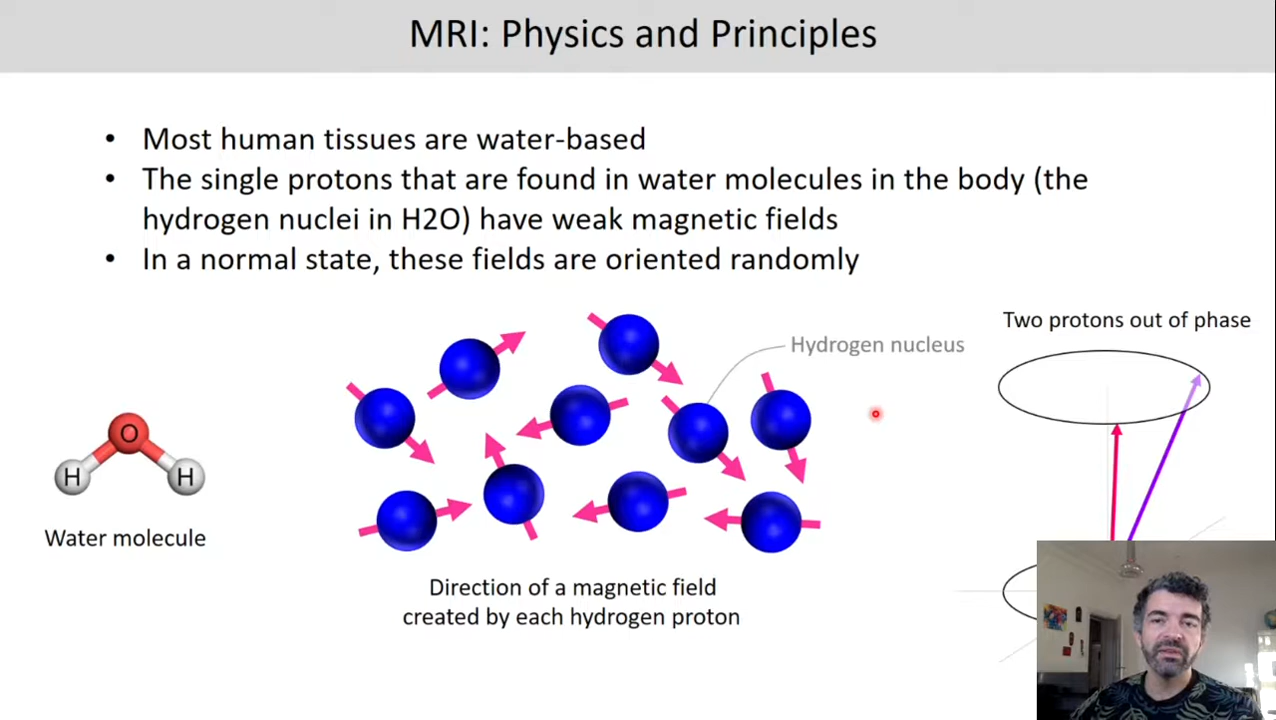 MRI: Physics and Principles
• Most human tissues are water-based
• The single protons that are found in water molecules in the body (the
hydrogen nuclei in H2O) have weak magnetic fields
• In a normal state, these fields are oriented randomly
Two protons out of phase
Hydrogen nucleus
O
H H
Water molecule
Direction of a magnetic field
created by each hydrogen proton